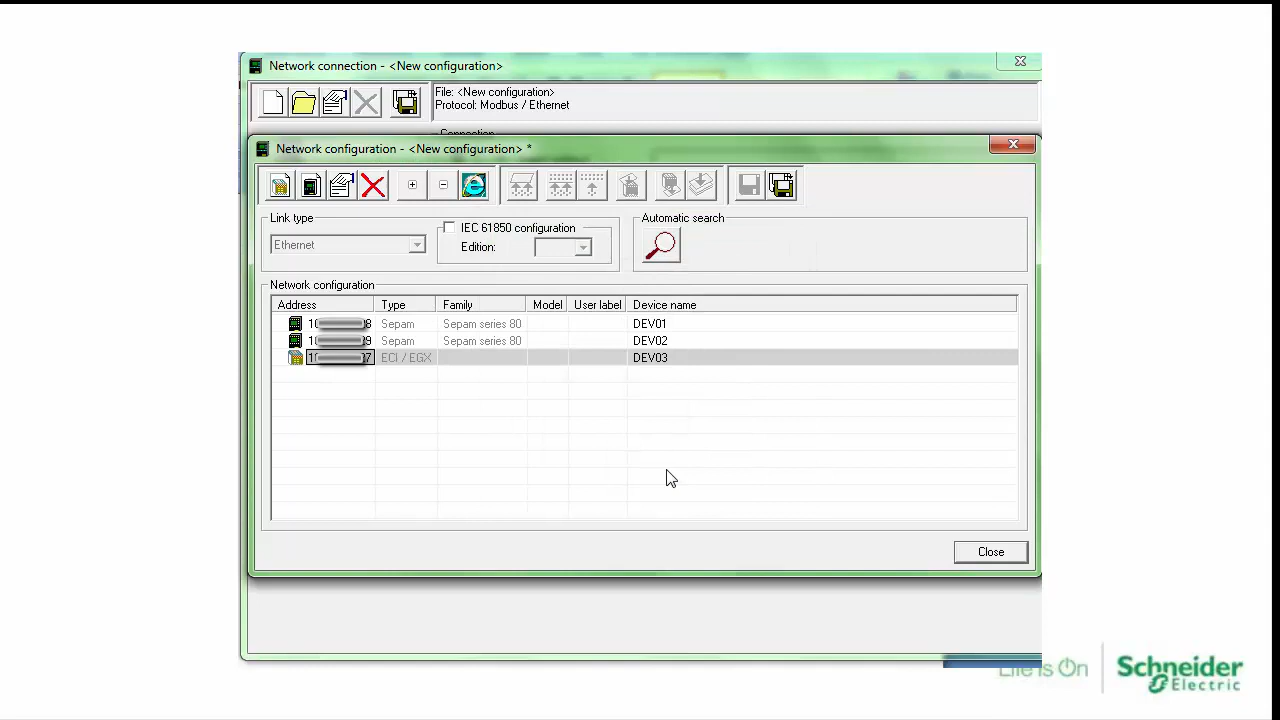 Network connection - <New configuration>
File: <New configuration>
Protocol: Modbus / Ethernet
Connection
Network configuration - <New configuration> *
Link type
Ethernet
IEC 61850 configuration
Edition:
Automatic search
Network configuration
Address Type Family Model User label Device name
Sepam Sepam series 80 DEV01
Sepam Sepam series 80 DEV02
ECI / EGX DEV03
Close
Life Is On
Schneider
Electric